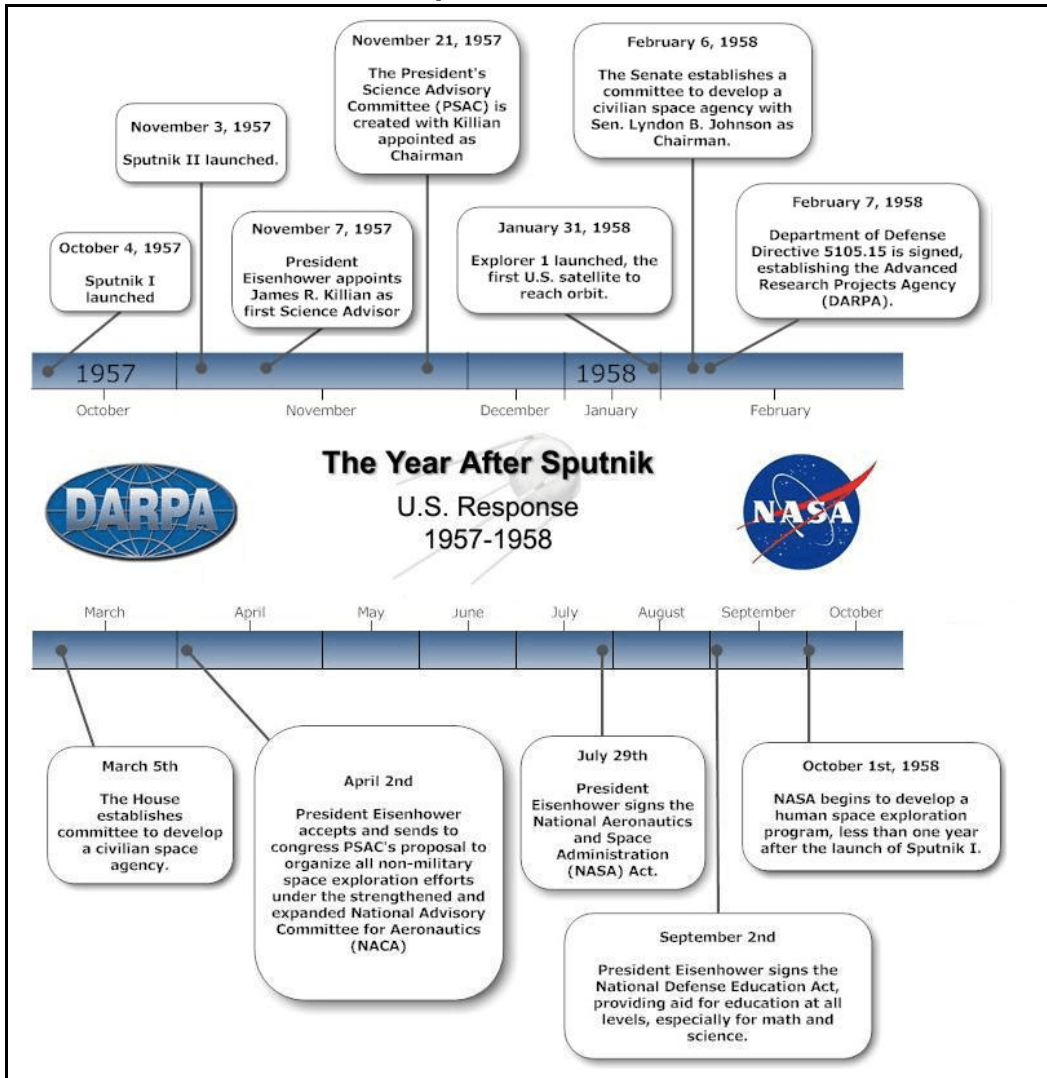 November 21, 1957
The President's
Science Advisory
Committee (PSAC) is
created with Killian
appointed as
Chairman
February 6, 1958
The Senate establishes a
committee to develop a
civilian space agency with
Sen. Lyndon B. Johnson as
Chairman.
November 3, 1957
Sputnik II launched.
October 4, 1957
Sputnik I
launched
November 7, 1957
President
Eisenhower appoints
James R. Killian as
first Science Advisor
January 31, 1958
Explorer 1 launched, the
first U.S. satellite to
reach orbit.
February 7, 1958
Department of Defense
Directive 5105.15 is signed,
establishing the Advanced
Research Projects Agency
(DARPA).
1957
1958
October
November
December
January
February
DARPA
The Year After Sputnik
U.S. Response
1957-1958
NASA
March
April
May
June
July
August
September
October
March 5th
The House
establishes
committee to develop
a civilian space
agency.
April 2nd
President Eisenhower
accepts and sends to
congress PSAC's proposal to
organize all non-military
space exploration efforts
under the strengthened and
expanded National Advisory
Committee for Aeronautics
(NACA)
July 29th
President
Eisenhower signs the
National Aeronautics
and Space
Administration
(NASA) Act.
October 1st, 1958
NASA begins to develop a
human space exploration
program, less than one year
after the launch of Sputnik I.
September 2nd
President Eisenhower signs the
National Defense Education Act,
providing aid for education at all
levels, especially for math and
science.